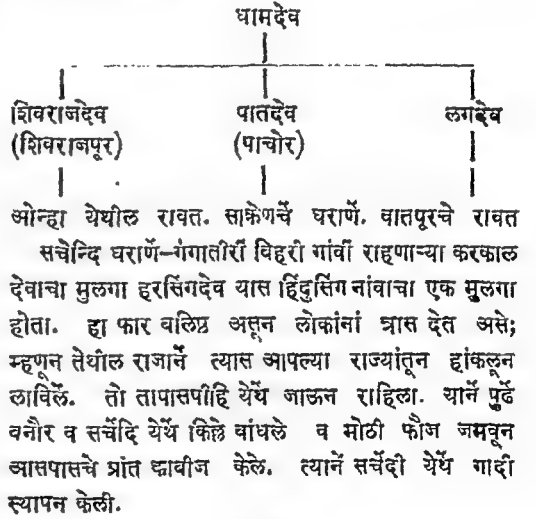 धामदेव
शिवराजदेव पातदेव लगदेव
(शिवराजपूर) (पाचोर)
ओन्हा येथील रावत. साकेणचें घराणें. वातपूरचे रावत
सचेन्दि घराणें-गंगातीरीं विहुरी गांवीं राहणाऱ्या करकाल
देवाचा मुलगा हरसिंगदेव यास हिंदुसिंग नांवाचा एक मुलगा
होता. हा फार बलिष्ठ असून लोकांनां त्रास देत असे;
म्हणून तेथील राजानें त्यास आपल्या राज्यांतून हांकलून
लाविलें. तो तापासपीहि येथें जाऊन राहिला. यानें पुढें
वनौर व सचेंदि येथें किल्ले बांधले व मोठी फौज जमवून
आसपासचे प्रांत काबीज केले. त्यानें सचेंदी येथें गादी
स्थापन केली.